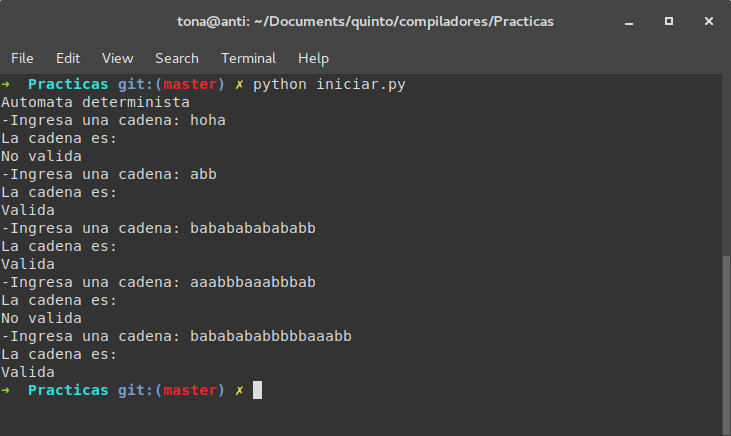 tona@anti: ~/Documents/quinto/compiladores/Practicas
File Edit View Search Terminal Help
➜ Practicas git:(master) ✗ python iniciar.py
Automata determinista
-Ingresa una cadena: hoha
La cadena es:
No valida
-Ingresa una cadena: abb
La cadena es:
Valida
-Ingresa una cadena: bababababababb
La cadena es:
Valida
-Ingresa una cadena: aaabbbaaabbbab
La cadena es:
No valida
-Ingresa una cadena: bababababbbbbaaabb
La cadena es:
Valida
➜ Practicas git:(master) ✗